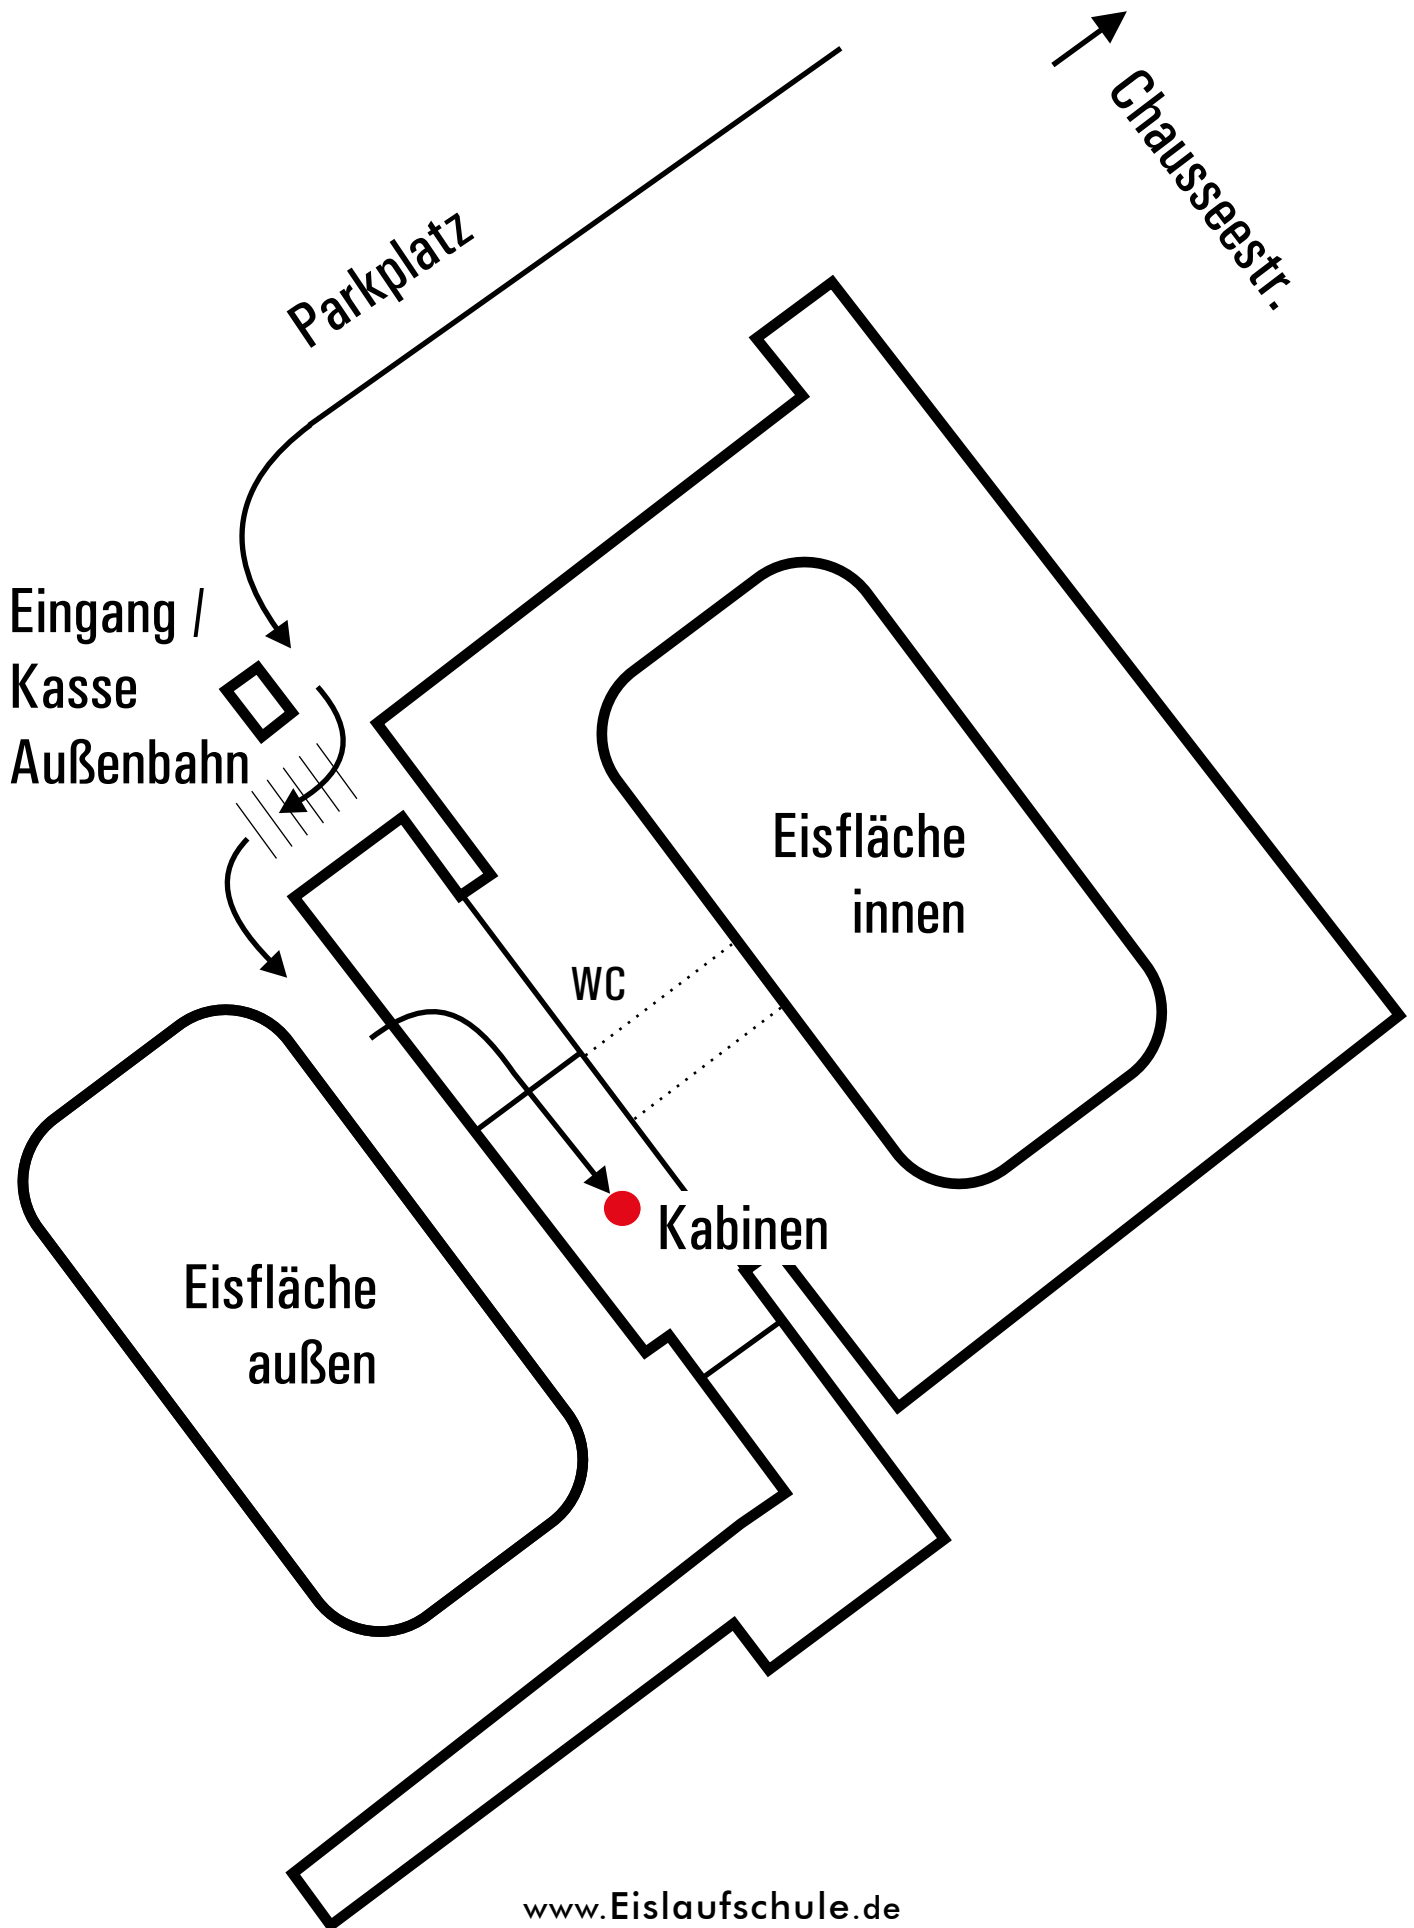 Chausseestr.
Parkplatz
Eingang /
Kasse
Außenbahn
Eisfläche
innen
WC
Kabinen
Eisfläche
außen
www.Eislaufschule.de